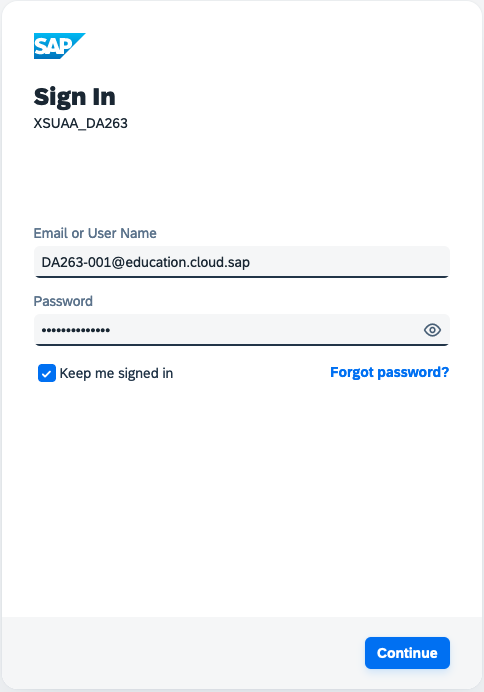 SAP
Sign In
XSUAA_DA263
Email or User Name
DA263-001@education.cloud.sap
Password
••••••••••••••
Keep me signed in
Forgot password?
Continue